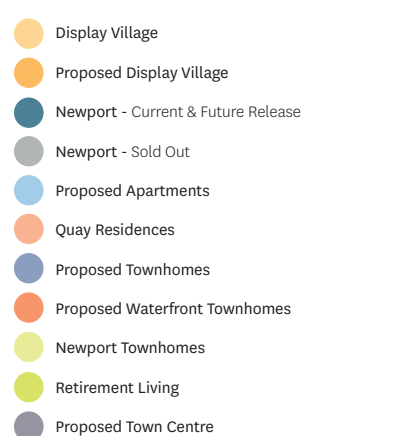 Display Village
Proposed Display Village
Newport - Current & Future Release
Newport - Sold Out
Proposed Apartments
Quay Residences
Proposed Townhomes
Proposed Waterfront Townhomes
Newport Townhomes
Retirement Living
Proposed Town Centre